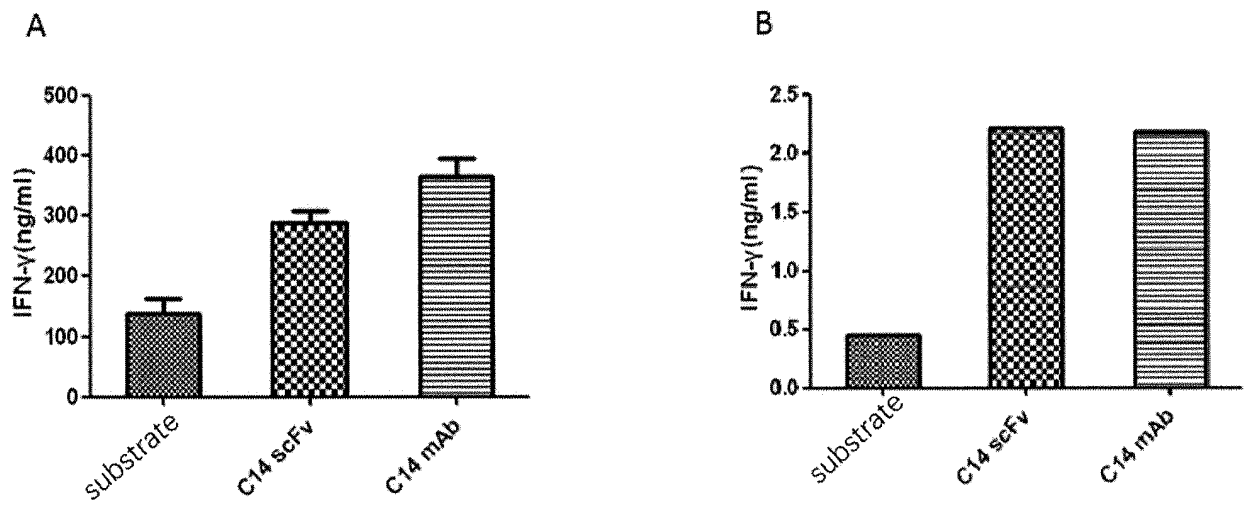 A
IFN-γ(ng/ml)
500
400
300
200
100
0
substrate
C14 scFv
C14 mAb
B
IFN-γ(ng/ml)
2.5
2.0
1.5
1.0
0.5
0.0
substrate
C14 scFv
C14 mAb